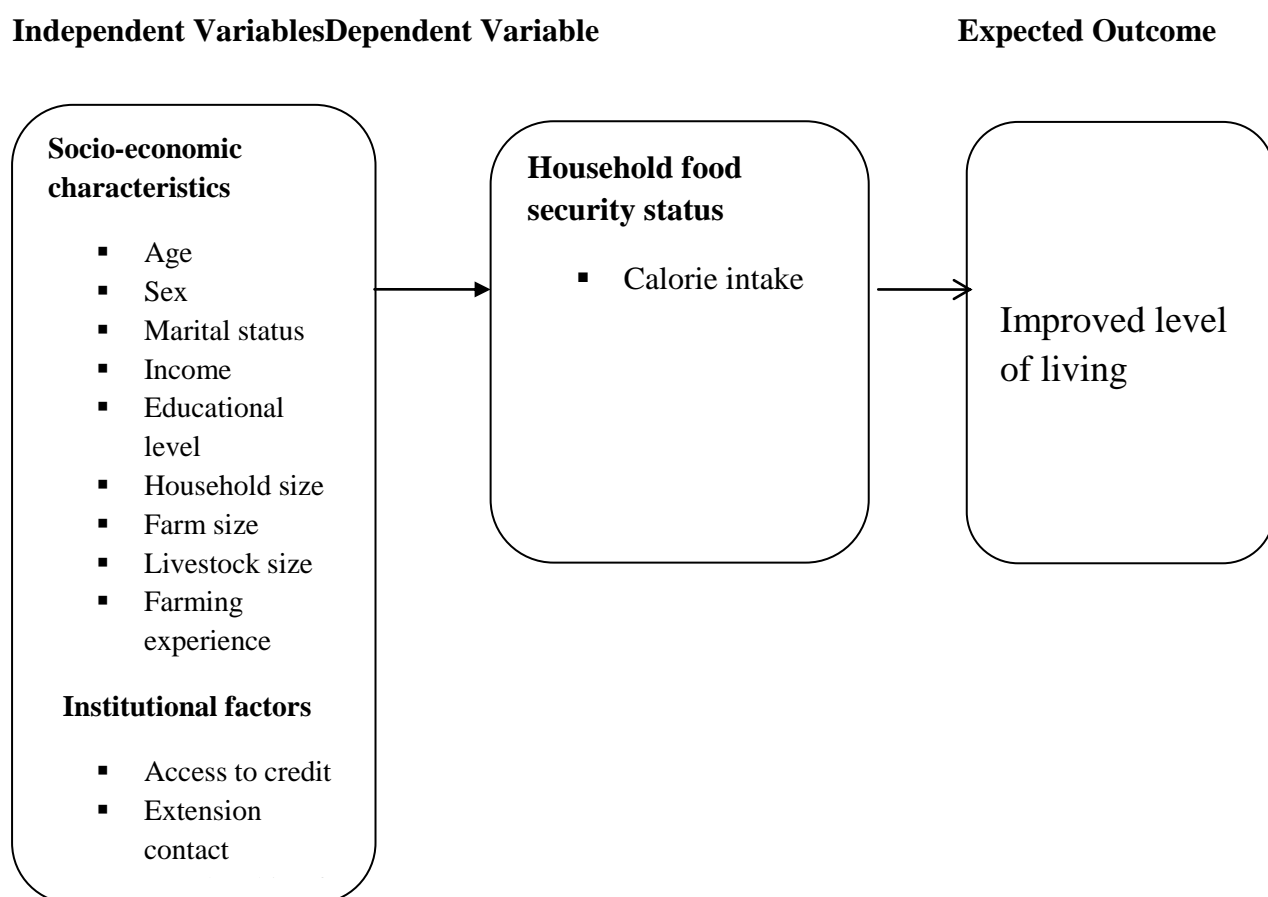 Independent VariablesDependent Variable Expected Outcome
Socio-economic
characteristics
▪ Age
▪ Sex
▪ Marital status
▪ Income
▪ Educational
level
▪ Household size
▪ Farm size
▪ Livestock size
▪ Farming
experience
Institutional factors
▪ Access to credit
▪ Extension
contact
Household food
security status
▪ Calorie intake
Improved level
of living